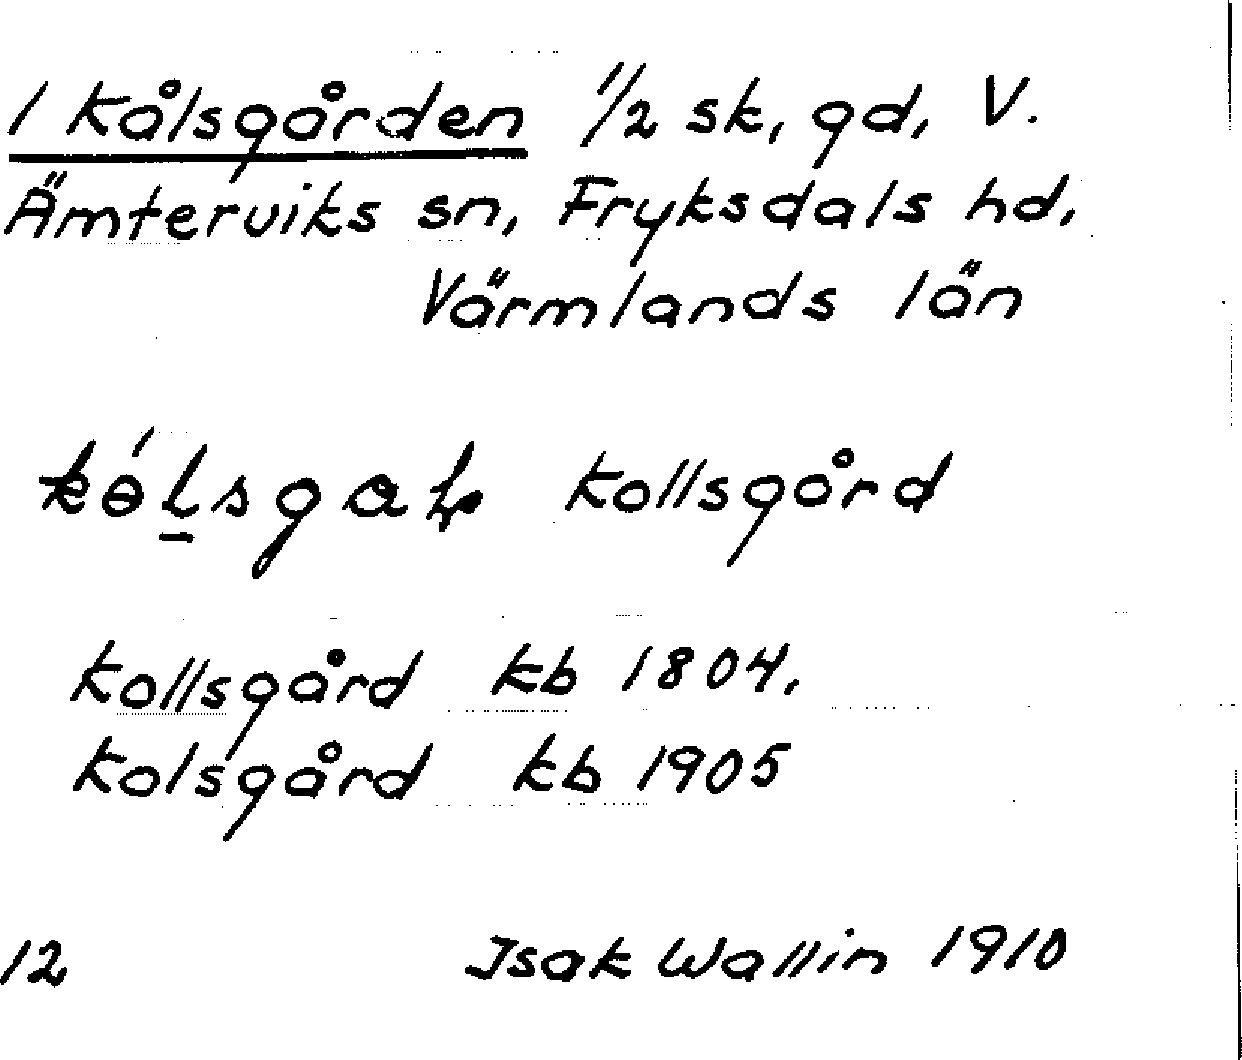 1 Kålsgården 1/2 sk, gd, V.
Ämterviks sn, Fryksdals hd,
Värmlands län
Kollsgård
Kollsgård kb 1804.
Kolsgård kb 1905
12 Isak Wallin 1910